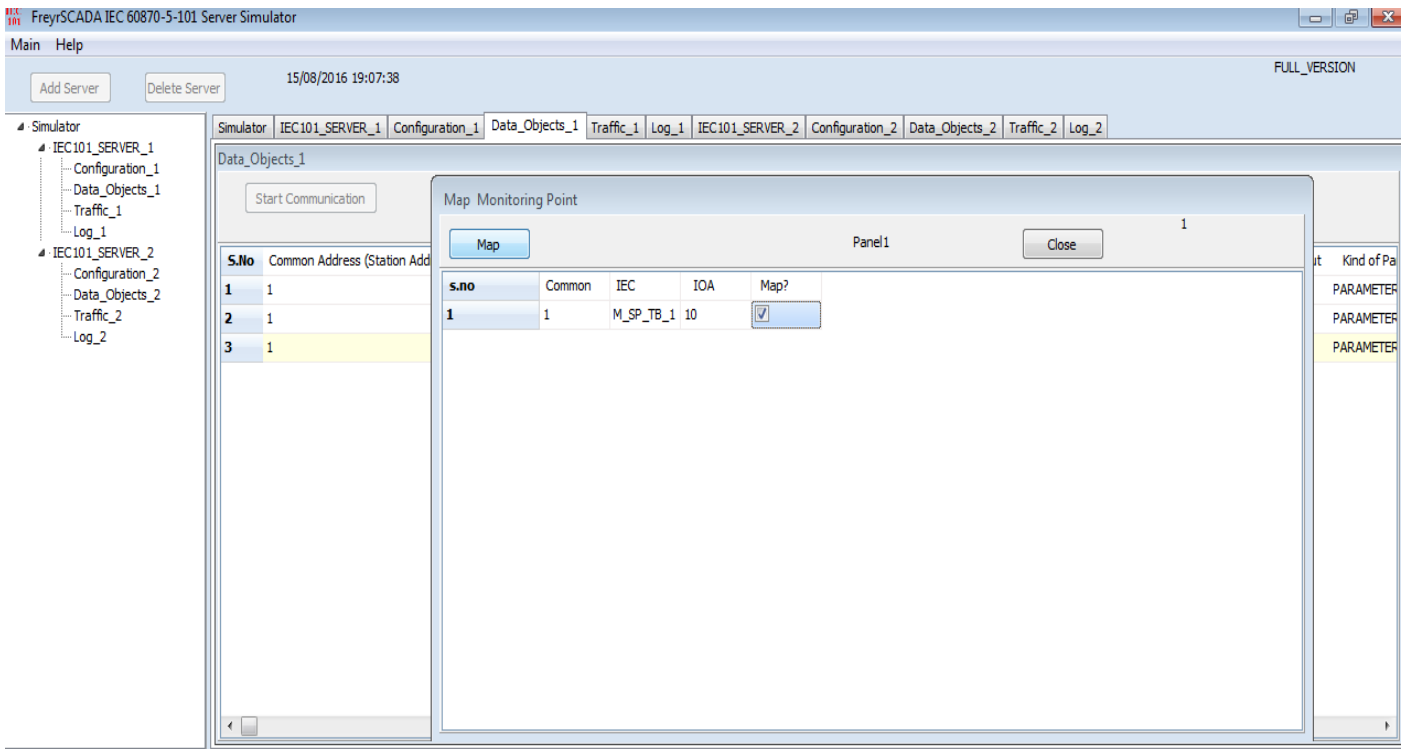 IEC 101 FreyrSCADA IEC 60870-5-101 Server Simulator
Main Help
Add Server Delete Server 15/08/2016 19:07:38 FULL_VERSION
Simulator
IEC101_SERVER_1
Configuration_1
Data_Objects_1
Traffic_1
Log_1
IEC101_SERVER_2
Configuration_2
Data_Objects_2
Traffic_2
Log_2
Simulator IEC101_SERVER_1 Configuration_1 Data_Objects_1 Traffic_1 Log_1 IEC101_SERVER_2 Configuration_2 Data_Objects_2 Traffic_2 Log_2
Data_Objects_1
Start Communication
S.No Common Address (Station Add ut Kind of Pa
1 1 PARAMETER
2 1 PARAMETER
3 1 PARAMETER
Map Monitoring Point
Map Panel1 Close 1
s.no Common IEC IOA Map?
1 1 M_SP_TB_1 10